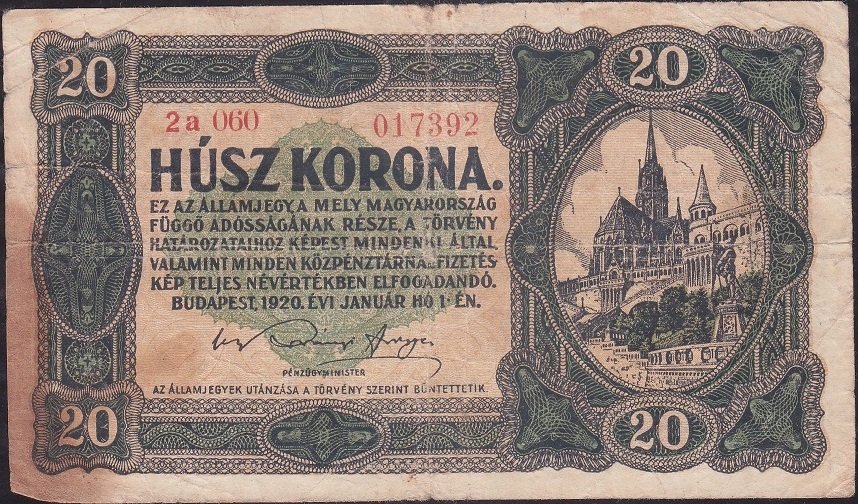 20
20
2a 060
017392
HÚSZ KORONA.
EZ AZ ÁLLAMJEGY, A MELY MAGYARORSZÁG
FÜGGŐ ADÓSSÁGÁNAK RÉSZE, A TÖRVÉNY
HATÁROZATAIHOZ KÉPEST MINDENKI ÁLTAL,
VALAMINT MINDEN KÖZPÉNZTÁRNÁL FIZETÉS
KÉP TELJES NÉVÉRTÉKBEN ELFOGADANDÓ.
BUDAPEST, 1920. ÉVI JANUÁR HÓ 1-ÉN.
PÉNZÜGYMINISTER
AZ ÁLLAMJEGYEK UTÁNZÁSA A TÖRVÉNY SZERINT BÜNTETTETIK.
20
20